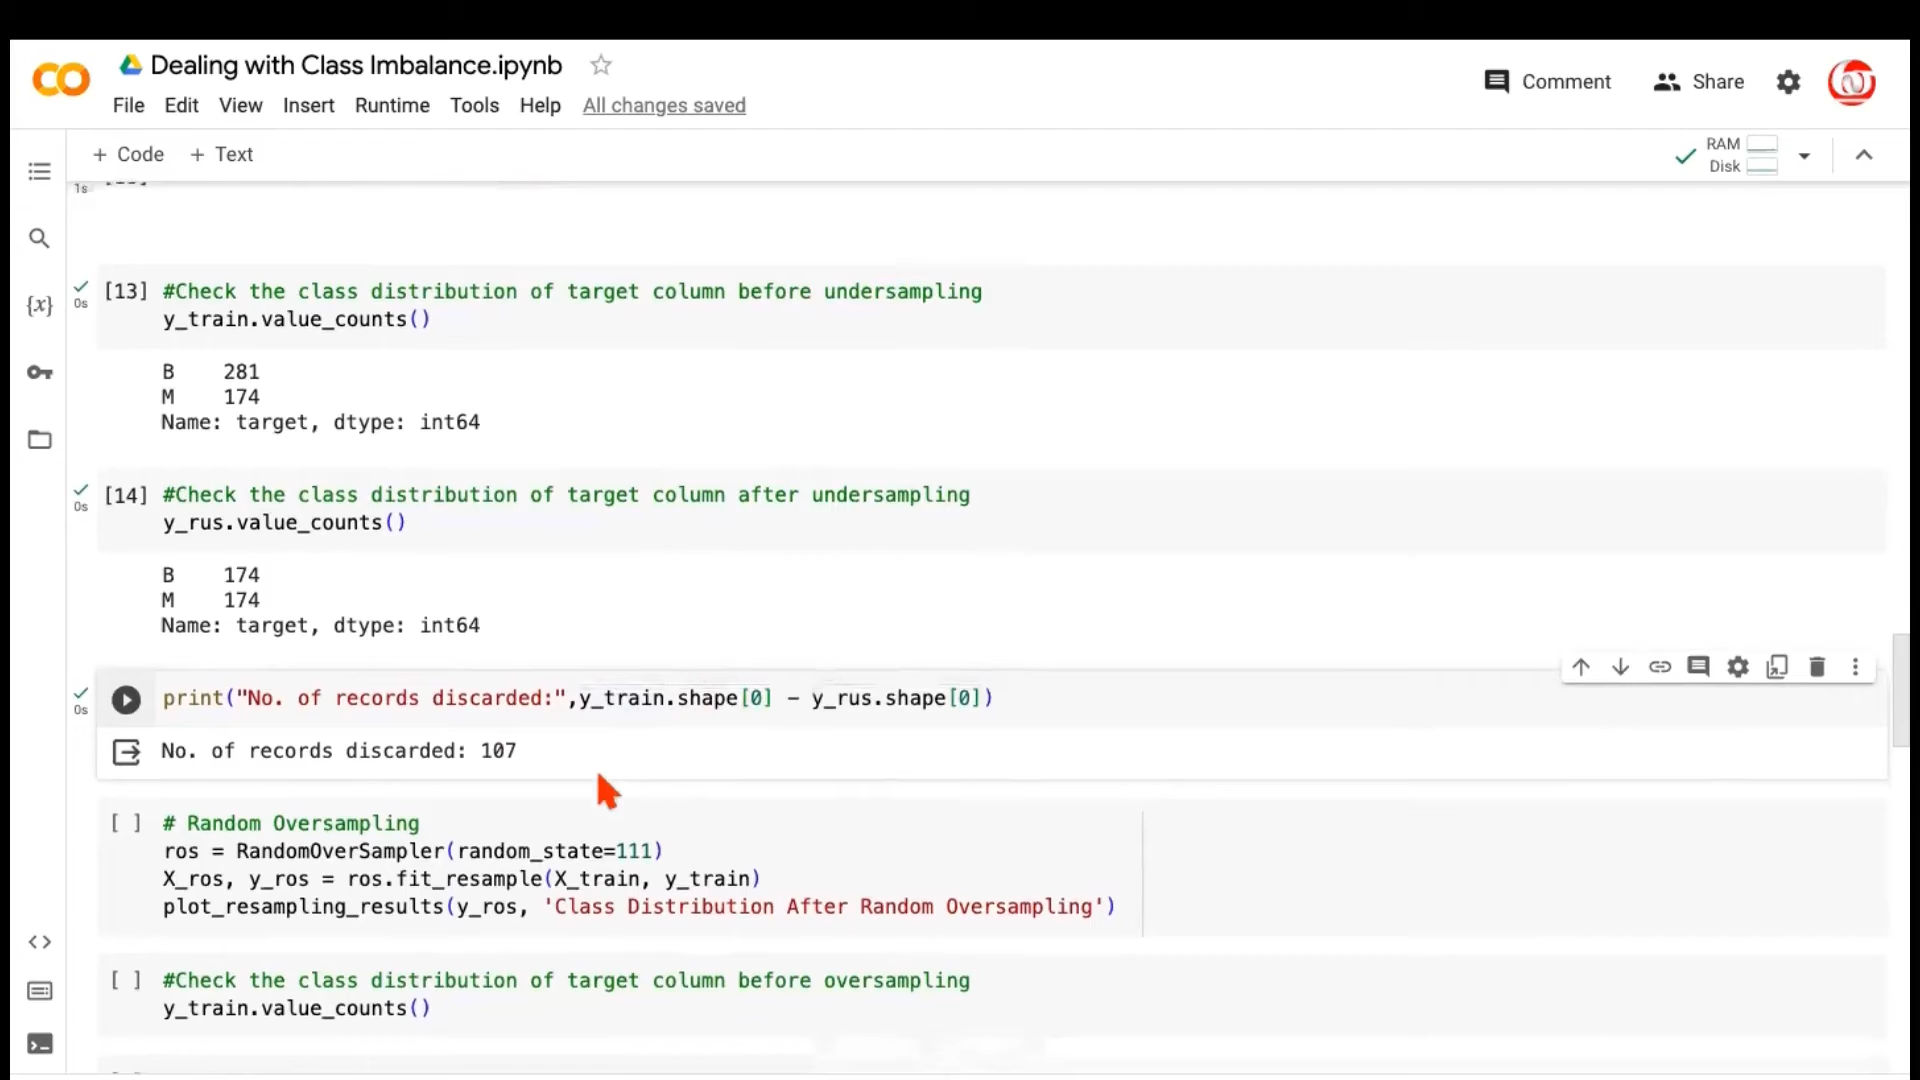 Dealing with Class Imbalance.ipynb
Comment
Share
File Edit View Insert Runtime Tools Help All changes saved
+ Code + Text
RAM
Disk
1s
[13] #Check the class distribution of target column before undersampling
0s
y_train.value_counts()
B 281
M 174
Name: target, dtype: int64
[14] #Check the class distribution of target column after undersampling
0s
y_rus.value_counts()
B 174
M 174
Name: target, dtype: int64
print("No. of records discarded:",y_train.shape[0] - y_rus.shape[0])
0s
No. of records discarded: 107
[ ] # Random Oversampling
ros = RandomOverSampler(random_state=111)
X_ros, y_ros = ros.fit_resample(X_train, y_train)
plot_resampling_results(y_ros, 'Class Distribution After Random Oversampling')
[ ] #Check the class distribution of target column before oversampling
y_train.value_counts()